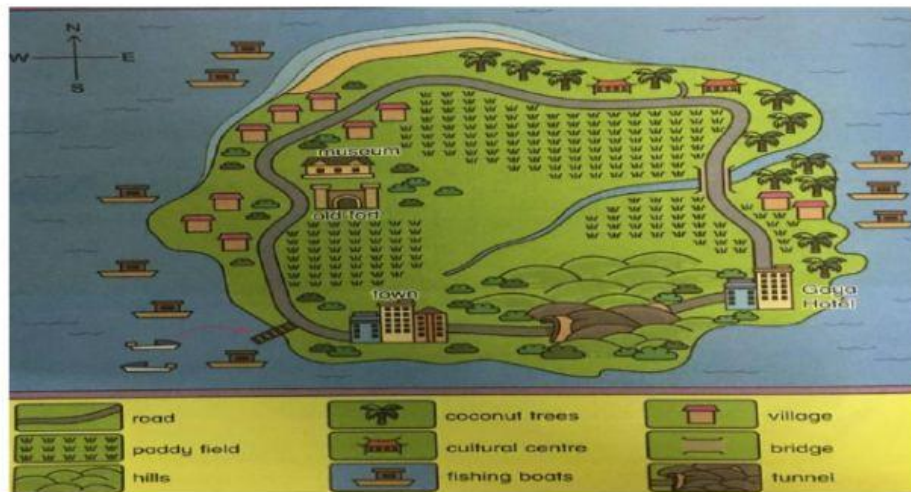 N
W E
S
museum
old fort
town
Gaya
Hotel
road
coconut trees
village
paddy field
cultural centre
bridge
hills
fishing boats
tunnel